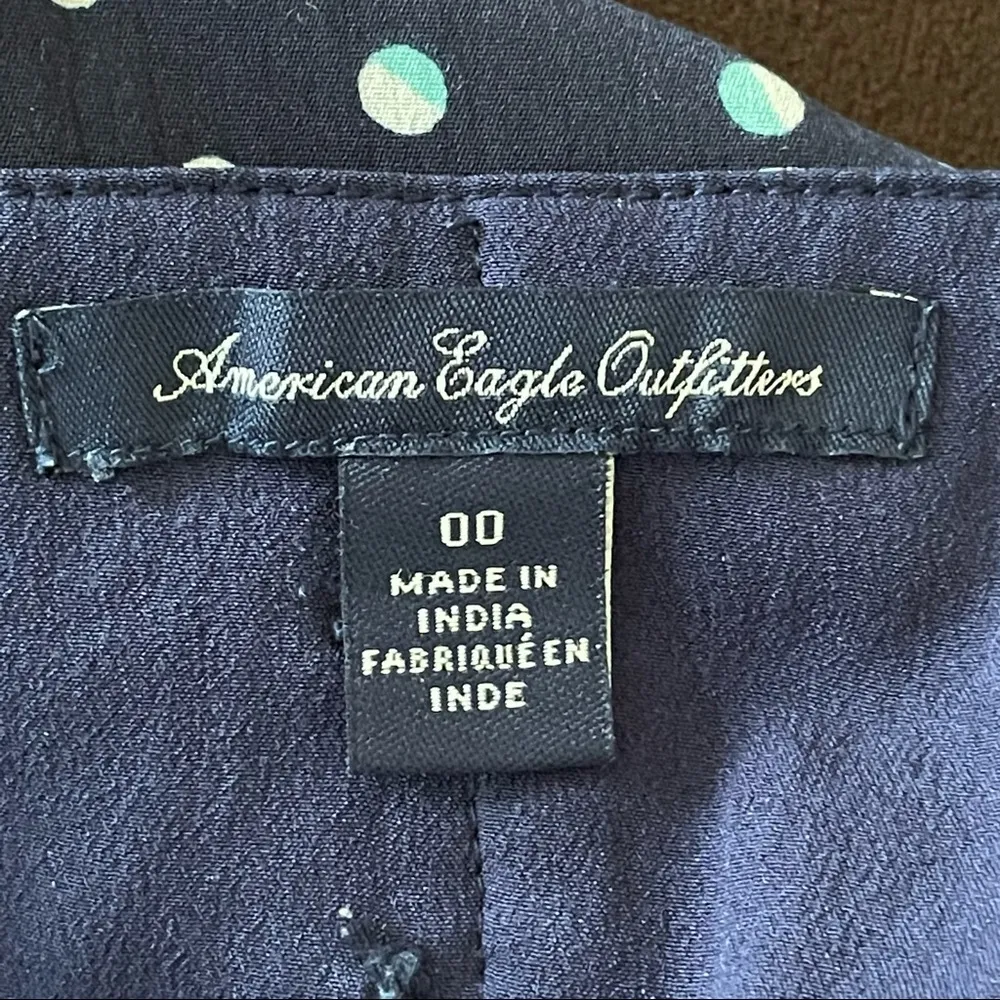 American Eagle Outfitters
00
MADE IN
INDIA
FABRIQUÉ EN
INDE